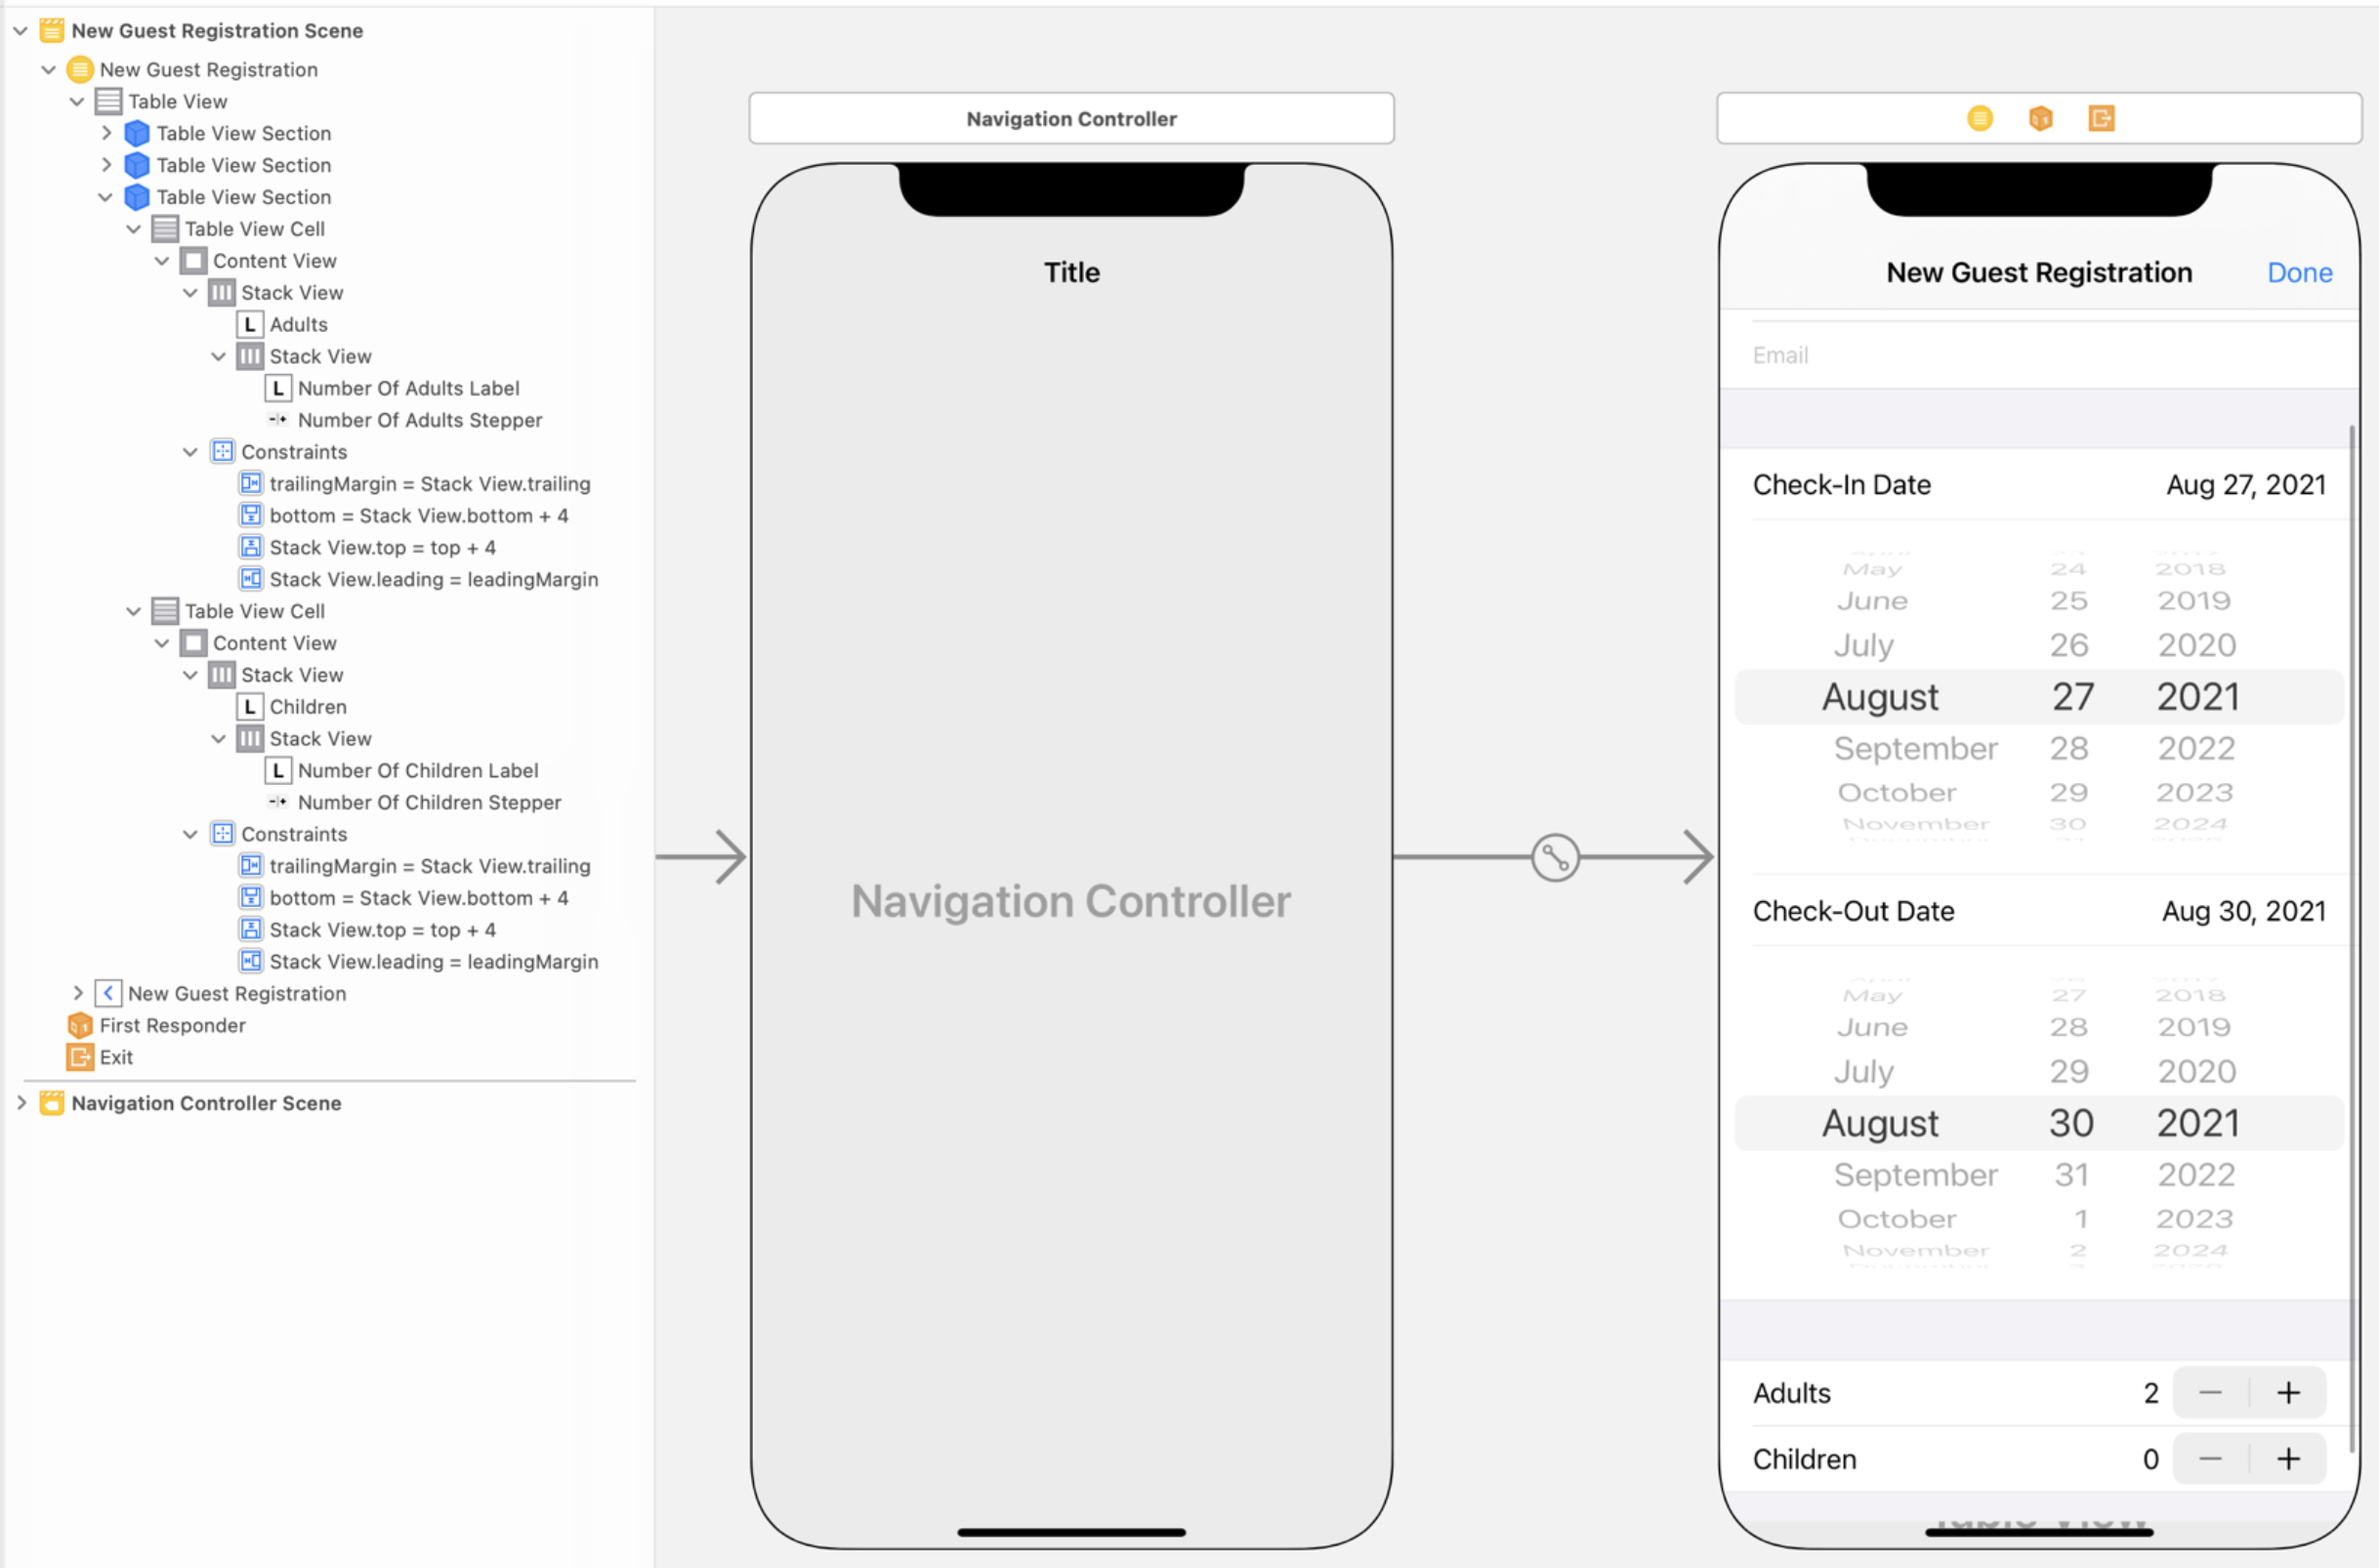 New Guest Registration Scene
New Guest Registration
Table View
Table View Section
Table View Section
Table View Section
Table View Cell
Content View
Stack View
L Adults
Stack View
L Number Of Adults Label
Number Of Adults Stepper
Constraints
trailingMargin = Stack View.trailing
bottom = Stack View.bottom + 4
Stack View.top = top + 4
Stack View.leading = leadingMargin
Table View Cell
Content View
Stack View
L Children
Stack View
L Number Of Children Label
Number Of Children Stepper
Constraints
trailingMargin = Stack View.trailing
bottom = Stack View.bottom + 4
Stack View.top = top + 4
Stack View.leading = leadingMargin
New Guest Registration
First Responder
Exit
Navigation Controller Scene
Navigation Controller
Title
Navigation Controller
New Guest Registration Done
Email
Check-In Date Aug 27, 2021
May 24 2018
June 25 2019
July 26 2020
August 27 2021
September 28 2022
October 29 2023
November 30 2024
Check-Out Date Aug 30, 2021
May 27 2018
June 28 2019
July 29 2020
August 30 2021
September 31 2022
October 1 2023
November 2 2024
Adults 2 − +
Children 0 − +
Table View